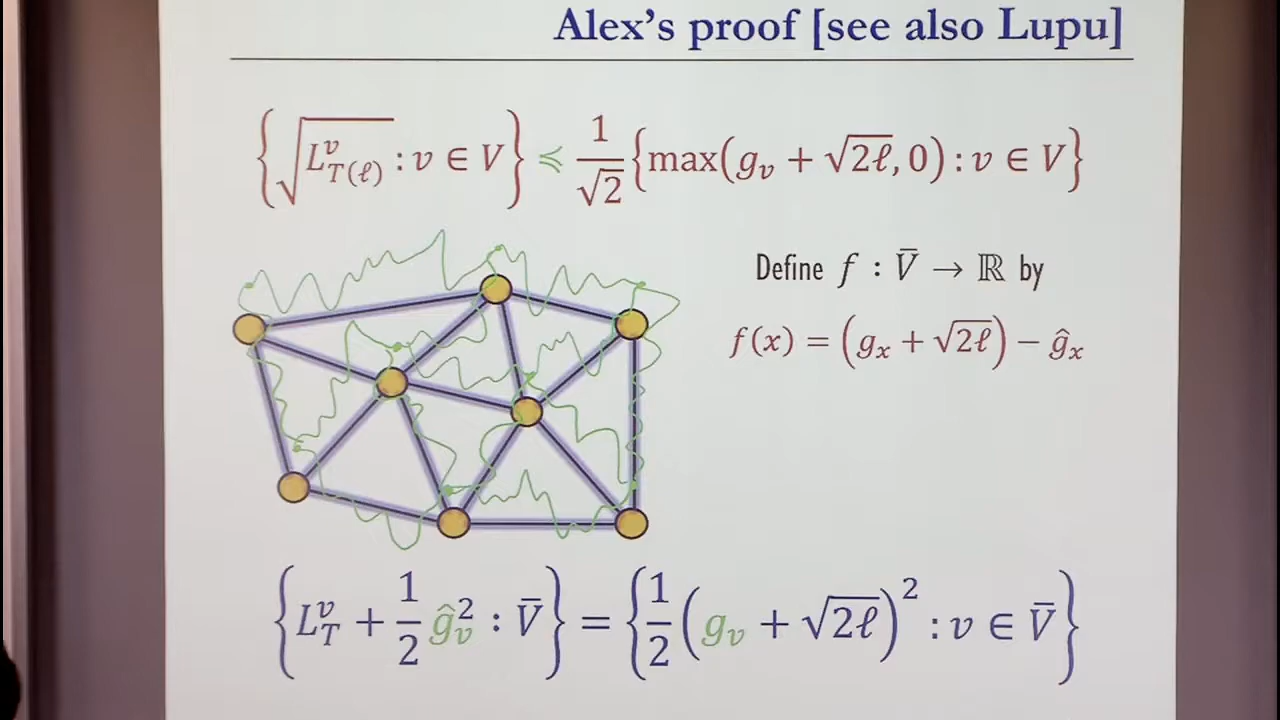 Alex's proof [see also Lupu]
{√L^v_{T(ℓ)} : v ∈ V} ≼ 1/√2 {max(g_v + √2ℓ, 0) : v ∈ V}
Define f : V̄ → ℝ by
f(x) = (g_x + √2ℓ) − ĝ_x
{L^v_T + 1/2 ĝ²_v : V̄} = {1/2 (g_v + √2ℓ)² : v ∈ V̄}